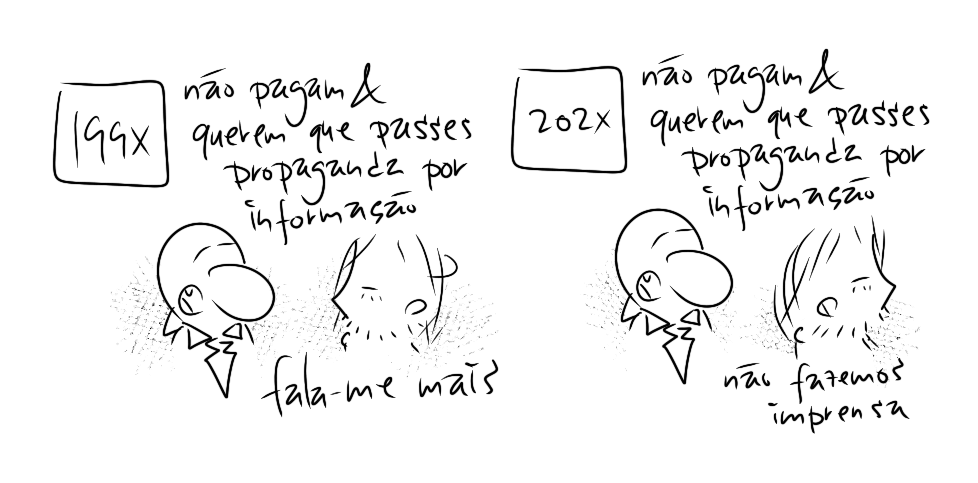 199x
não pagam &
querem que passes
propaganda por
informação
fala-me mais
202x
não pagam &
querem que passes
propaganda por
informação
não fazemos
imprensa